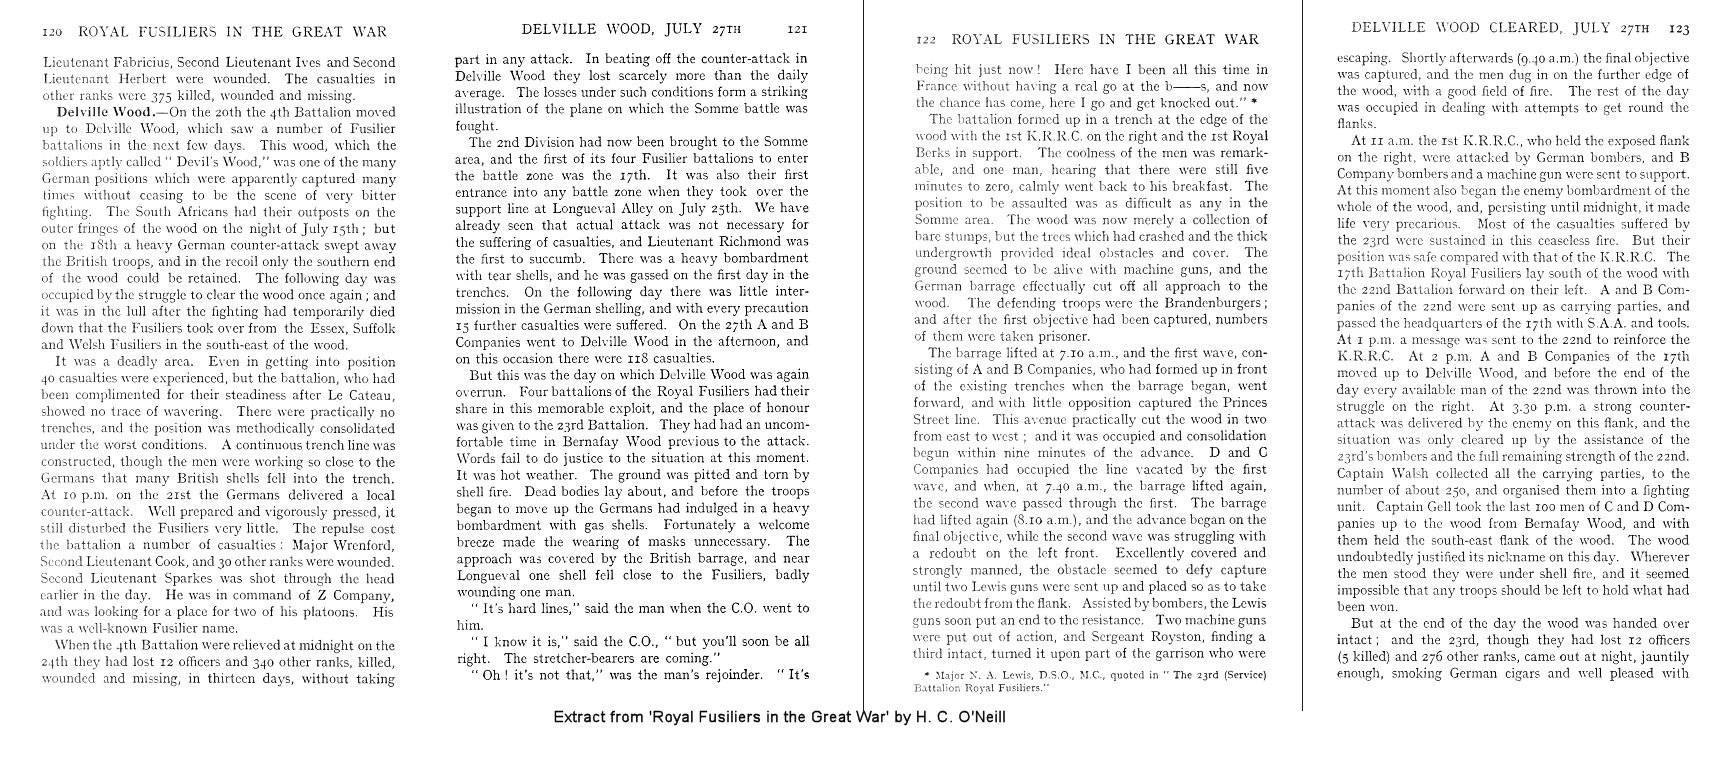 120 ROYAL FUSILIERS IN THE GREAT WAR
Lieutenant Fabricius, Second Lieutenant Ives and Second
Lieutenant Herbert were wounded. The casualties in
other ranks were 375 killed, wounded and missing.
Delville Wood.—On the 20th the 4th Battalion moved
up to Delville Wood, which saw a number of Fusilier
battalions in the next few days. This wood, which the
soldiers aptly called " Devil's Wood," was one of the many
German positions which were apparently captured many
times without ceasing to be the scene of very bitter
fighting. The South Africans had their outposts on the
outer fringes of the wood on the night of July 15th ; but
on the 18th a heavy German counter-attack swept away
the British troops, and in the recoil only the southern end
of the wood could be retained. The following day was
occupied by the struggle to clear the wood once again ; and
it was in the lull after the fighting had temporarily died
down that the Fusiliers took over from the Essex, Suffolk
and Welsh Fusiliers in the south-east of the wood.
It was a deadly area. Even in getting into position
40 casualties were experienced, but the battalion, who had
been complimented for their steadiness after Le Cateau,
showed no trace of wavering. There were practically no
trenches, and the position was methodically consolidated
under the worst conditions. A continuous trench line was
constructed, though the men were working so close to the
Germans that many British shells fell into the trench.
At 10 p.m. on the 21st the Germans delivered a local
counter-attack. Well prepared and vigorously pressed, it
still disturbed the Fusiliers very little. The repulse cost
the battalion a number of casualties : Major Wrenford,
Second Lieutenant Cook, and 30 other ranks were wounded.
Second Lieutenant Sparkes was shot through the head
earlier in the day. He was in command of Z Company,
and was looking for a place for two of his platoons. His
was a well-known Fusilier name.
When the 4th Battalion were relieved at midnight on the
24th they had lost 12 officers and 340 other ranks, killed,
wounded and missing, in thirteen days, without taking
DELVILLE WOOD, JULY 27TH 121
part in any attack. In beating off the counter-attack in
Delville Wood they lost scarcely more than the daily
average. The losses under such conditions form a striking
illustration of the plane on which the Somme battle was
fought.
The 2nd Division had now been brought to the Somme
area, and the first of its four Fusilier battalions to enter
the battle zone was the 17th. It was also their first
entrance into any battle zone when they took over the
support line at Longueval Alley on July 25th. We have
already seen that actual attack was not necessary for
the suffering of casualties, and Lieutenant Richmond was
the first to succumb. There was a heavy bombardment
with tear shells, and he was gassed on the first day in the
trenches. On the following day there was little inter-
mission in the German shelling, and with every precaution
15 further casualties were suffered. On the 27th A and B
Companies went to Delville Wood in the afternoon, and
on this occasion there were 118 casualties.
But this was the day on which Delville Wood was again
overrun. Four battalions of the Royal Fusiliers had their
share in this memorable exploit, and the place of honour
was given to the 23rd Battalion. They had had an uncom-
fortable time in Bernafay Wood previous to the attack.
Words fail to do justice to the situation at this moment.
It was hot weather. The ground was pitted and torn by
shell fire. Dead bodies lay about, and before the troops
began to move up the Germans had indulged in a heavy
bombardment with gas shells. Fortunately a welcome
breeze made the wearing of masks unnecessary. The
approach was covered by the British barrage, and near
Longueval one shell fell close to the Fusiliers, badly
wounding one man.
" It's hard lines," said the man when the C.O. went to
him.
" I know it is," said the C.O., " but you'll soon be all
right. The stretcher-bearers are coming."
" Oh ! it's not that," was the man's rejoinder. " It's
122 ROYAL FUSILIERS IN THE GREAT WAR
being hit just now ! Here have I been all this time in
France without having a real go at the b——s, and now
the chance has come, here I go and get knocked out." *
The battalion formed up in a trench at the edge of the
wood with the 1st K.R.R.C. on the right and the 1st Royal
Berks in support. The coolness of the men was remark-
able, and one man, hearing that there were still five
minutes to zero, calmly went back to his breakfast. The
position to be assaulted was as difficult as any in the
Somme area. The wood was now merely a collection of
bare stumps, but the trees which had crashed and the thick
undergrowth provided ideal obstacles and cover. The
ground seemed to be alive with machine guns, and the
German barrage effectually cut off all approach to the
wood. The defending troops were the Brandenburgers ;
and after the first objective had been captured, numbers
of them were taken prisoner.
The barrage lifted at 7.10 a.m., and the first wave, con-
sisting of A and B Companies, who had formed up in front
of the existing trenches when the barrage began, went
forward, and with little opposition captured the Princes
Street line. This avenue practically cut the wood in two
from east to west ; and it was occupied and consolidation
begun within nine minutes of the advance. D and C
Companies had occupied the line vacated by the first
wave, and when, at 7.40 a.m., the barrage lifted again,
the second wave passed through the first. The barrage
had lifted again (8.10 a.m.), and the advance began on the
final objective, while the second wave was struggling with
a redoubt on the left front. Excellently covered and
strongly manned, the obstacle seemed to defy capture
until two Lewis guns were sent up and placed so as to take
the redoubt from the flank. Assisted by bombers, the Lewis
guns soon put an end to the resistance. Two machine guns
were put out of action, and Sergeant Royston, finding a
third intact, turned it upon part of the garrison who were
* Major N. A. Lewis, D.S.O., M.C., quoted in " The 23rd (Service)
Battalion Royal Fusiliers."
DELVILLE WOOD CLEARED, JULY 27TH 123
escaping. Shortly afterwards (9.40 a.m.) the final objective
was captured, and the men dug in on the further edge of
the wood, with a good field of fire. The rest of the day
was occupied in dealing with attempts to get round the
flanks.
At 11 a.m. the 1st K.R.R.C., who held the exposed flank
on the right, were attacked by German bombers, and B
Company bombers and a machine gun were sent to support.
At this moment also began the enemy bombardment of the
whole of the wood, and, persisting until midnight, it made
life very precarious. Most of the casualties suffered by
the 23rd were sustained in this ceaseless fire. But their
position was safe compared with that of the K.R.R.C. The
17th Battalion Royal Fusiliers lay south of the wood with
the 22nd Battalion forward on their left. A and B Com-
panies of the 22nd were sent up as carrying parties, and
passed the headquarters of the 17th with S.A.A. and tools.
At 1 p.m. a message was sent to the 22nd to reinforce the
K.R.R.C. At 2 p.m. A and B Companies of the 17th
moved up to Delville Wood, and before the end of the
day every available man of the 22nd was thrown into the
struggle on the right. At 3.30 p.m. a strong counter-
attack was delivered by the enemy on this flank, and the
situation was only cleared up by the assistance of the
23rd's bombers and the full remaining strength of the 22nd.
Captain Walsh collected all the carrying parties, to the
number of about 250, and organised them into a fighting
unit. Captain Gell took the last 100 men of C and D Com-
panies up to the wood from Bernafay Wood, and with
them held the south-east flank of the wood. The wood
undoubtedly justified its nickname on this day. Wherever
the men stood they were under shell fire, and it seemed
impossible that any troops should be left to hold what had
been won.
But at the end of the day the wood was handed over
intact ; and the 23rd, though they had lost 12 officers
(5 killed) and 276 other ranks, came out at night, jauntily
enough, smoking German cigars and well pleased with
Extract from 'Royal Fusiliers in the Great War' by H. C. O'Neill